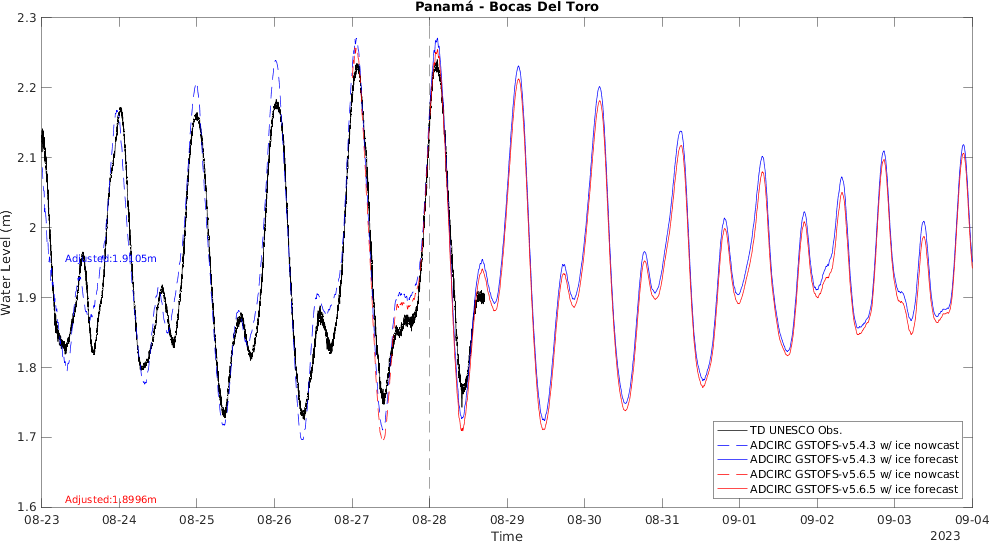 Panamá - Bocas Del Toro
2.3
2.2
2.1
2
1.9
1.8
1.7
1.6
Water Level (m)
Adjusted:1.9105m
Adjusted:1.8996m
TD UNESCO Obs.
ADCIRC GSTOFS-v5.4.3 w/ ice nowcast
ADCIRC GSTOFS-v5.4.3 w/ ice forecast
ADCIRC GSTOFS-v5.6.5 w/ ice nowcast
ADCIRC GSTOFS-v5.6.5 w/ ice forecast
08-23 08-24 08-25 08-26 08-27 08-28 08-29 08-30 08-31 09-01 09-02 09-03 09-04
Time
2023